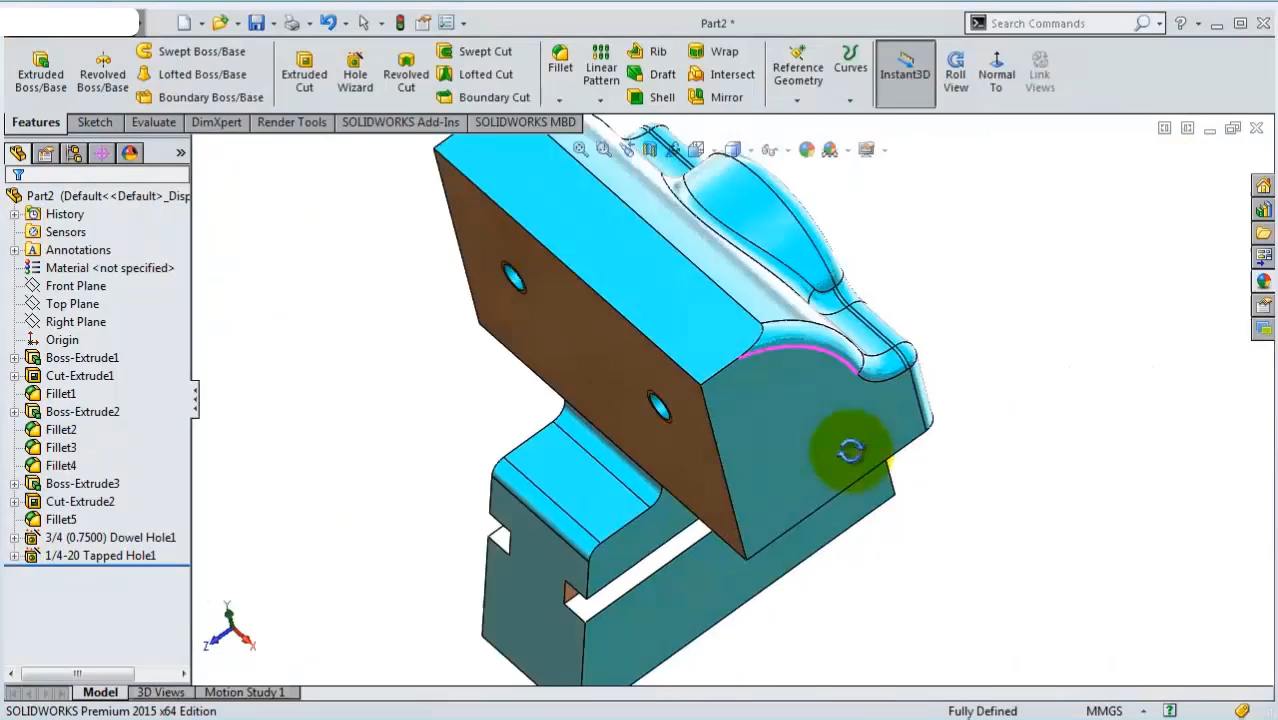 Part2 *
Search Commands
?
Extruded Boss/Base
Revolved Boss/Base
Swept Boss/Base
Lofted Boss/Base
Boundary Boss/Base
Extruded Cut
Hole Wizard
Revolved Cut
Swept Cut
Lofted Cut
Boundary Cut
Fillet
Linear Pattern
Rib
Draft
Shell
Wrap
Intersect
Mirror
Reference Geometry
Curves
Instant3D
Roll View
Normal To
Link Views
Features Sketch Evaluate DimXpert Render Tools SOLIDWORKS Add-Ins SOLIDWORKS MBD
Part2 (Default<<Default>_Disp
History
Sensors
A Annotations
Material <not specified>
Front Plane
Top Plane
Right Plane
Origin
Boss-Extrude1
Cut-Extrude1
Fillet1
Boss-Extrude2
Fillet2
Fillet3
Fillet4
Boss-Extrude3
Cut-Extrude2
Fillet5
3/4 (0.7500) Dowel Hole1
1/4-20 Tapped Hole1
Y
Z
X
Model 3D Views Motion Study 1
SOLIDWORKS Premium 2015 x64 Edition Fully Defined MMGS ?